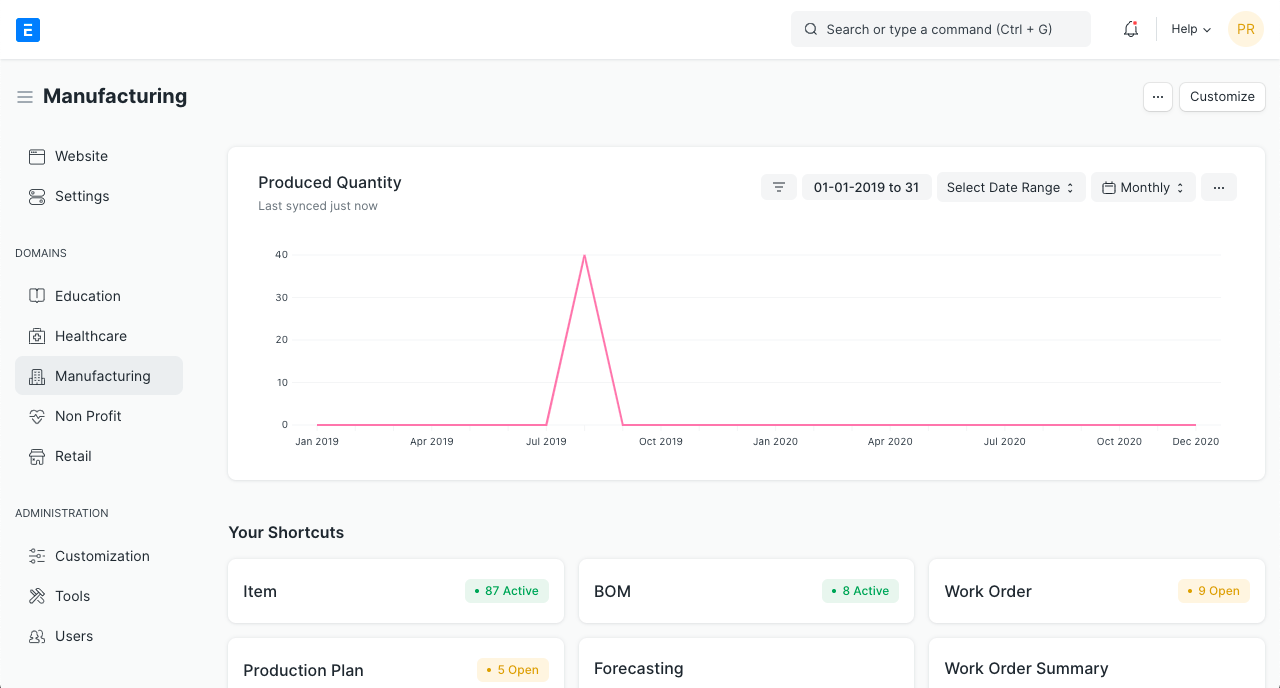 E
Search or type a command (Ctrl + G)
Help
PR
Manufacturing
...
Customize
Website
Settings
DOMAINS
Education
Healthcare
Manufacturing
Non Profit
Retail
ADMINISTRATION
Customization
Tools
Users
Produced Quantity
Last synced just now
01-01-2019 to 31
Select Date Range
Monthly
...
40
30
20
10
0
Jan 2019 Apr 2019 Jul 2019 Oct 2019 Jan 2020 Apr 2020 Jul 2020 Oct 2020 Dec 2020
Your Shortcuts
Item • 87 Active
BOM • 8 Active
Work Order • 9 Open
Production Plan • 5 Open
Forecasting
Work Order Summary